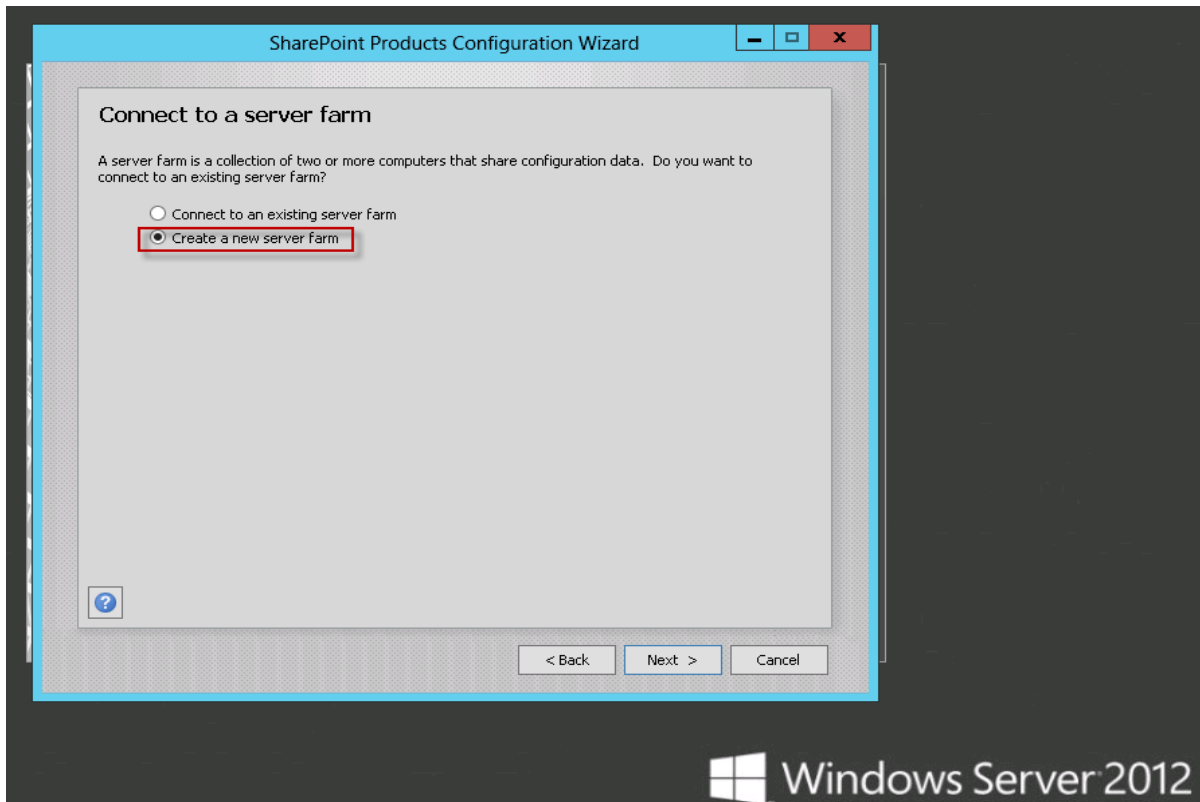 SharePoint Products Configuration Wizard
Connect to a server farm
A server farm is a collection of two or more computers that share configuration data. Do you want to
connect to an existing server farm?
Connect to an existing server farm
Create a new server farm
?
< Back
Next >
Cancel
Windows Server 2012